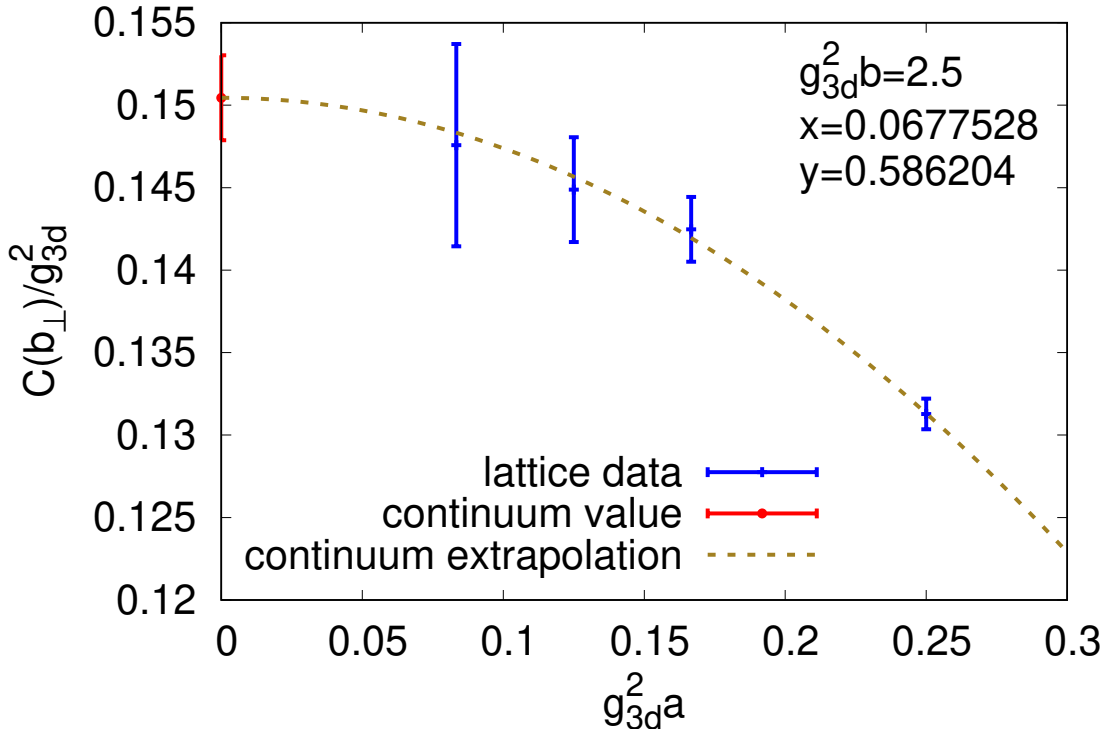 0.155
0.15
0.145
0.14
0.135
0.13
0.125
0.12
C(b⊥)/g²₃d
g²₃db=2.5
x=0.0677528
y=0.586204
lattice data
continuum value
continuum extrapolation
0 0.05 0.1 0.15 0.2 0.25 0.3
g²₃da